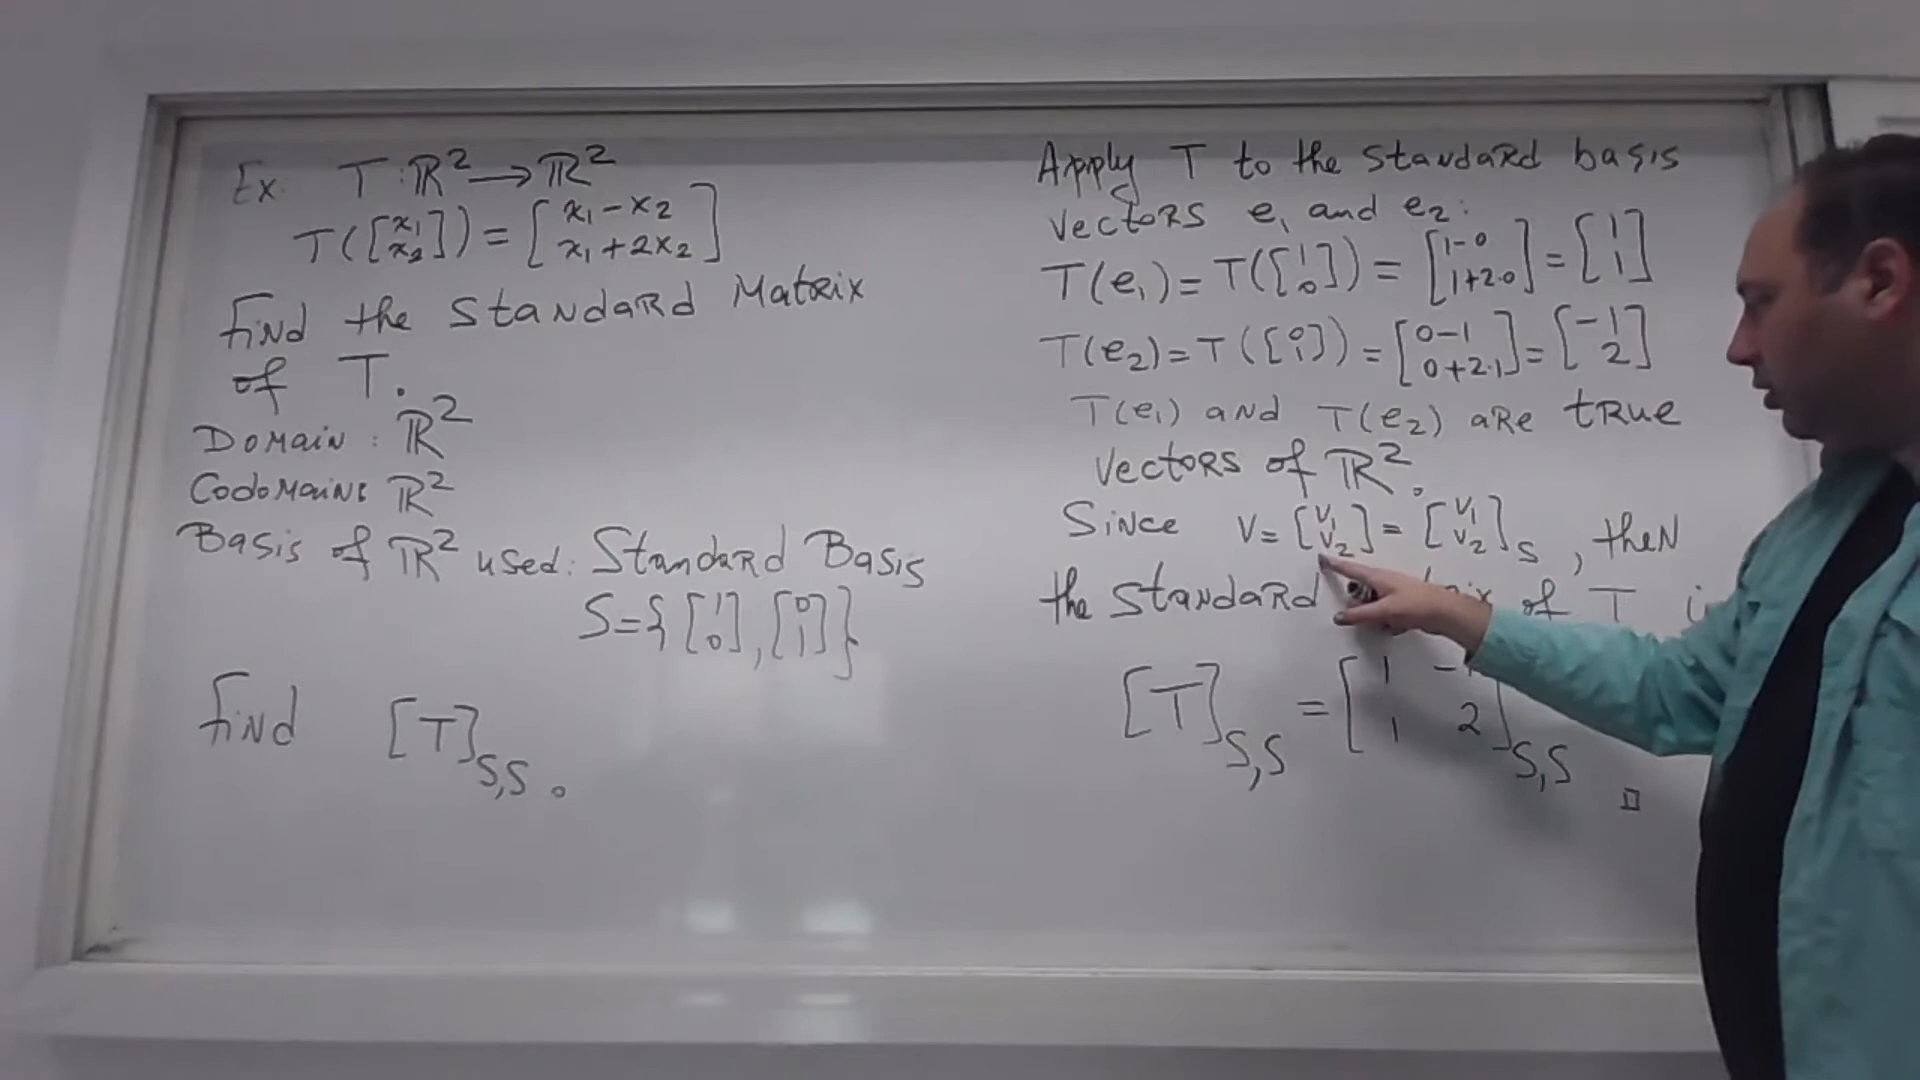 Ex. T: ℝ² → ℝ²
T([x₁ x₂]) = [x₁ - x₂ x₁ + 2x₂]
Find the Standard Matrix
of T.
Domain: ℝ²
Codomain: ℝ²
Basis of ℝ² used: Standard Basis
S = {[1 0], [0 1]}
Find [T]S,S.
Apply T to the Standard basis
vectors e₁ and e₂:
T(e₁) = T([1 0]) = [1-0 1+2·0] = [1 1]
T(e₂) = T([0 1]) = [0-1 0+2·1] = [-1 2]
T(e₁) and T(e₂) are true
vectors of ℝ².
Since v = [v₁ v₂] = [v₁ v₂]S, then
the Standard of T
[T]S,S = [1 -1 1 2]S,S □